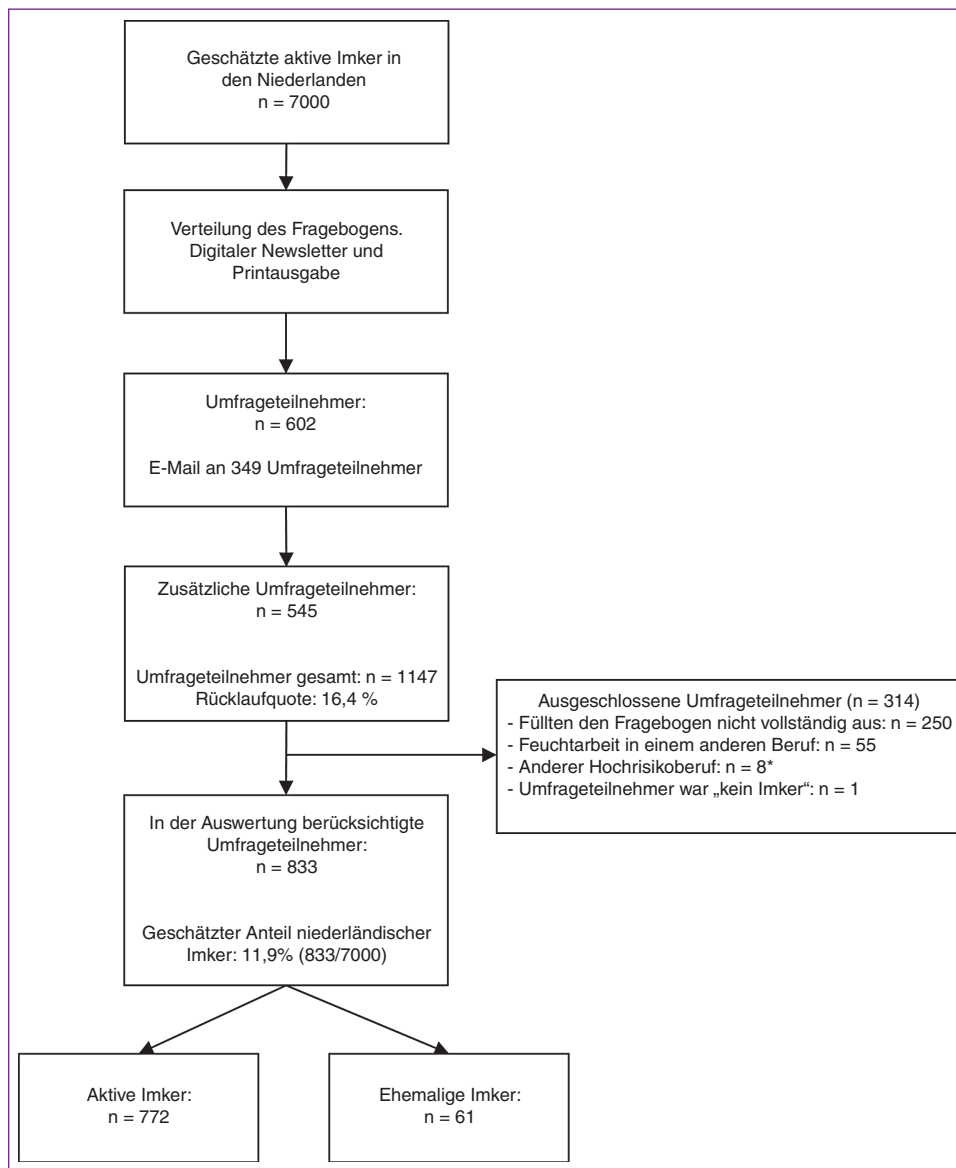 Geschätzte aktive Imker in
den Niederlanden
n = 7000
Verteilung des Fragebogens.
Digitaler Newsletter und
Printausgabe
Umfrageteilnehmer:
n = 602
E-Mail an 349 Umfrageteilnehmer
Zusätzliche Umfrageteilnehmer:
n = 545
Umfrageteilnehmer gesamt: n = 1147
Rücklaufquote: 16,4 %
Ausgeschlossene Umfrageteilnehmer (n = 314)
- Füllten den Fragebogen nicht vollständig aus: n = 250
- Feuchtarbeit in einem anderen Beruf: n = 55
- Anderer Hochrisikoberuf: n = 8*
- Umfrageteilnehmer war „kein Imker“: n = 1
In der Auswertung berücksichtigte
Umfrageteilnehmer:
n = 833
Geschätzter Anteil niederländischer
Imker: 11,9% (833/7000)
Aktive Imker:
n = 772
Ehemalige Imker:
n = 61